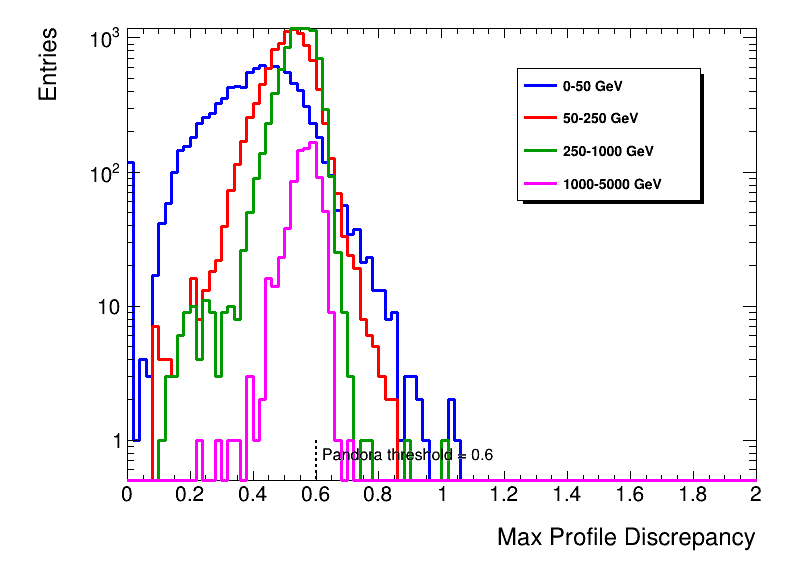 Entries
10³
10²
10
1
0-50 GeV
50-250 GeV
250-1000 GeV
1000-5000 GeV
Pandora threshold = 0.6
0 0.2 0.4 0.6 0.8 1 1.2 1.4 1.6 1.8 2
Max Profile Discrepancy